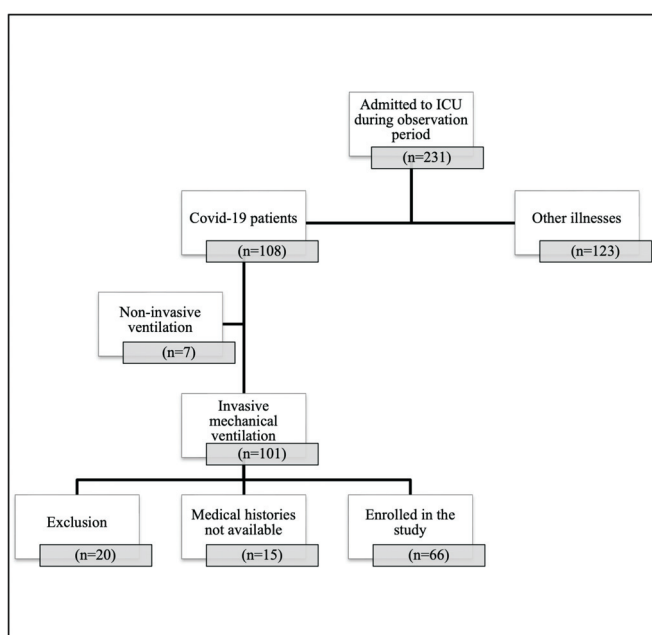 Admitted to ICU
during observation
period
(n=231)
Covid-19 patients
(n=108)
Other illnesses
(n=123)
Non-invasive
ventilation
(n=7)
Invasive
mechanical
ventilation
(n=101)
Exclusion
(n=20)
Medical histories
not available
(n=15)
Enrolled in the
study
(n=66)